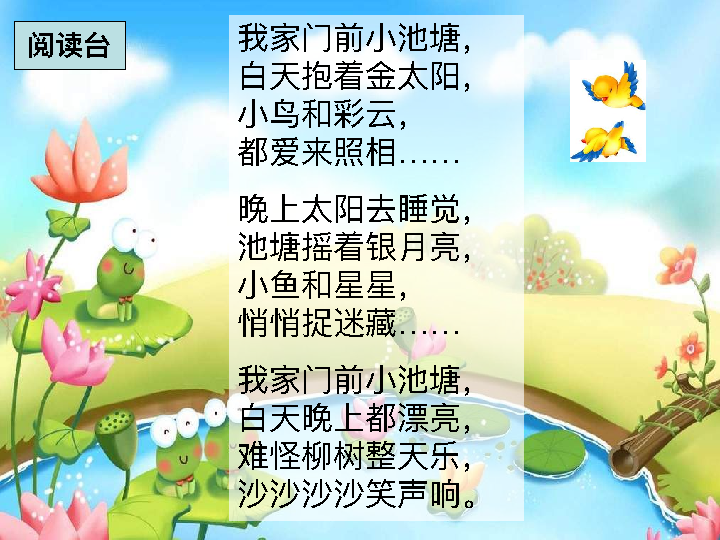 阅读台
我家门前小池塘，
白天抱着金太阳，
小鸟和彩云，
都爱来照相……
晚上太阳去睡觉，
池塘摇着银月亮，
小鱼和星星，
悄悄捉迷藏……
我家门前小池塘，
白天晚上都漂亮，
难怪柳树整天乐，
沙沙沙沙笑声响。